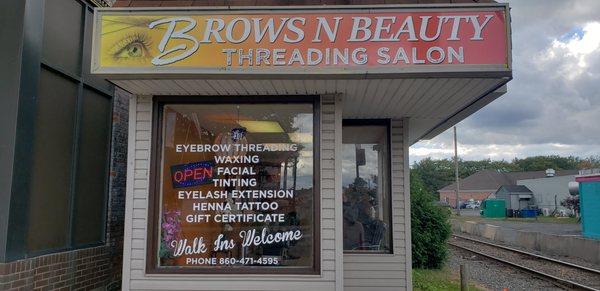 BROWS N BEAUTY
THREADING SALON
EYEBROW THREADING
WAXING
OPEN
FACIAL
TINTING
EYELASH EXTENSION
HENNA TATTOO
GIFT CERTIFICATE
Walk Ins Welcome
PHONE 860-471-4595